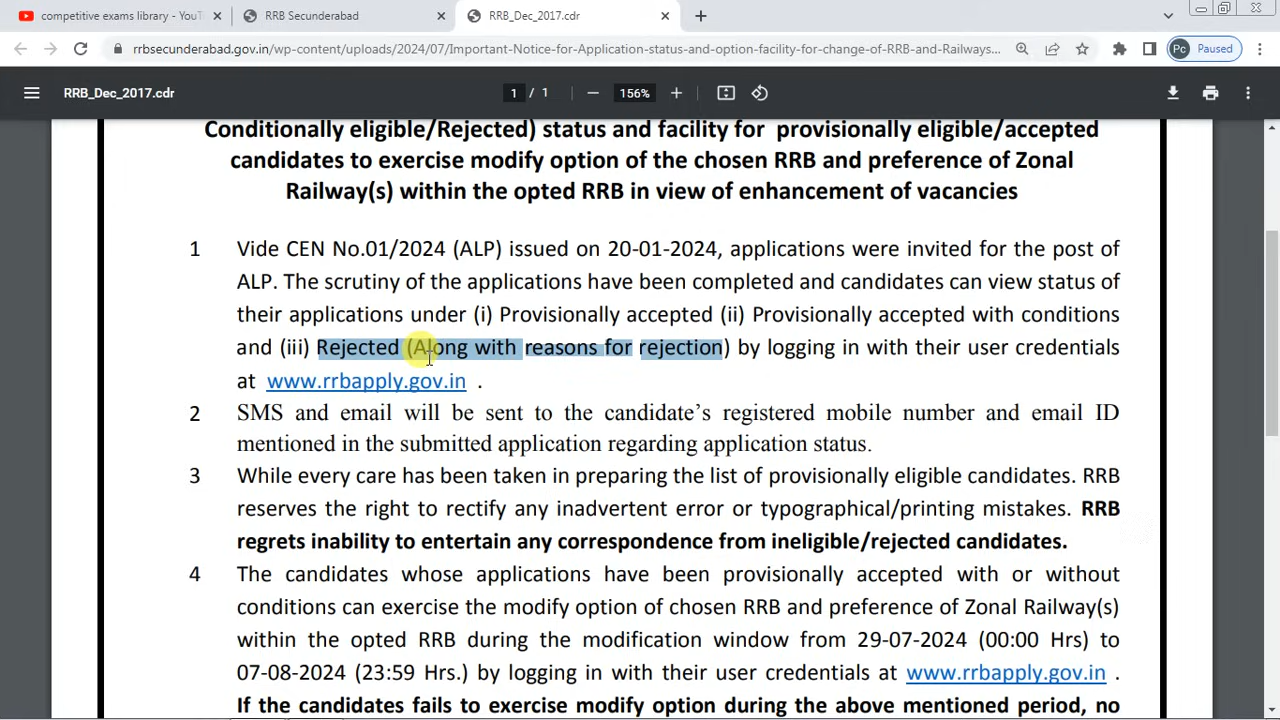 competitive exams library - YouT
RRB Secunderabad
RRB_Dec_2017.cdr
rrbsecunderabad.gov.in/wp-content/uploads/2024/07/Important-Notice-for-Application-status-and-option-facility-for-change-of-RRB-and-Railways...
Pc Paused
RRB_Dec_2017.cdr
1 / 1
156%
Conditionally eligible/Rejected) status and facility for provisionally eligible/accepted
candidates to exercise modify option of the chosen RRB and preference of Zonal
Railway(s) within the opted RRB in view of enhancement of vacancies
1 Vide CEN No.01/2024 (ALP) issued on 20-01-2024, applications were invited for the post of
ALP. The scrutiny of the applications have been completed and candidates can view status of
their applications under (i) Provisionally accepted (ii) Provisionally accepted with conditions
and (iii) Rejected (Along with reasons for rejection) by logging in with their user credentials
at www.rrbapply.gov.in .
2 SMS and email will be sent to the candidate's registered mobile number and email ID
mentioned in the submitted application regarding application status.
3 While every care has been taken in preparing the list of provisionally eligible candidates. RRB
reserves the right to rectify any inadvertent error or typographical/printing mistakes. RRB
regrets inability to entertain any correspondence from ineligible/rejected candidates.
4 The candidates whose applications have been provisionally accepted with or without
conditions can exercise the modify option of chosen RRB and preference of Zonal Railway(s)
within the opted RRB during the modification window from 29-07-2024 (00:00 Hrs) to
07-08-2024 (23:59 Hrs.) by logging in with their user credentials at www.rrbapply.gov.in .
If the candidates fails to exercise modify option during the above mentioned period, no